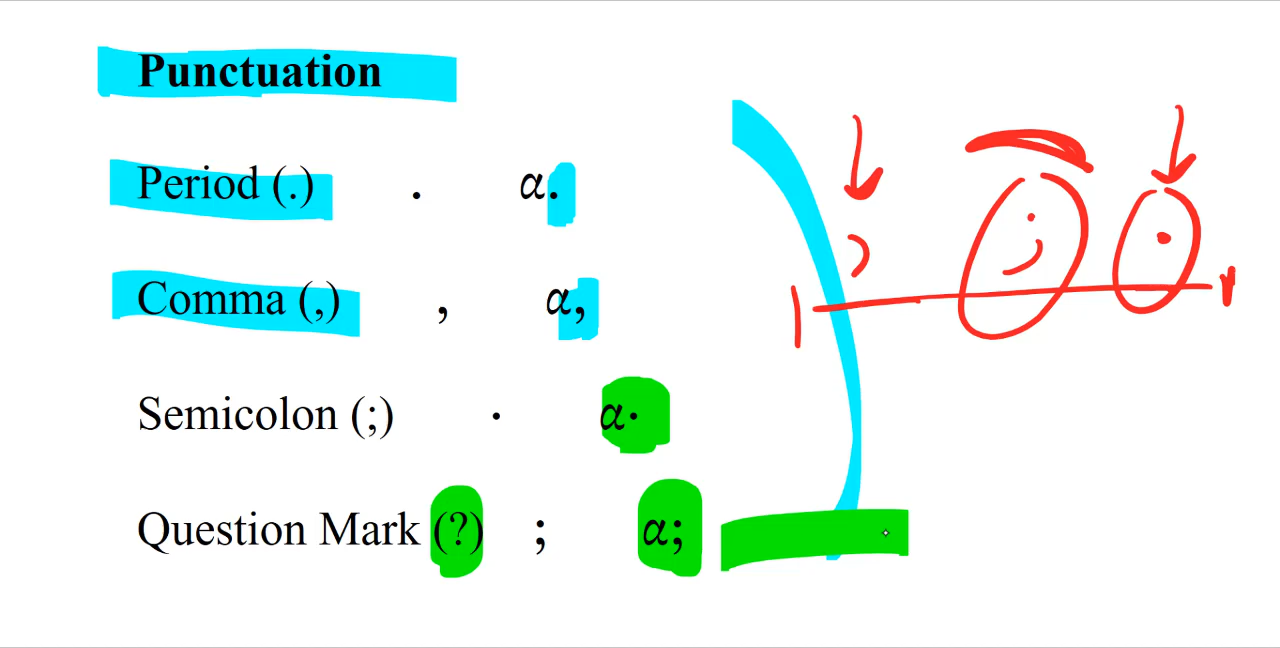 Punctuation
Period (.) . α.
Comma (,) , α,
Semicolon (;) · α·
Question Mark (?) ; α;